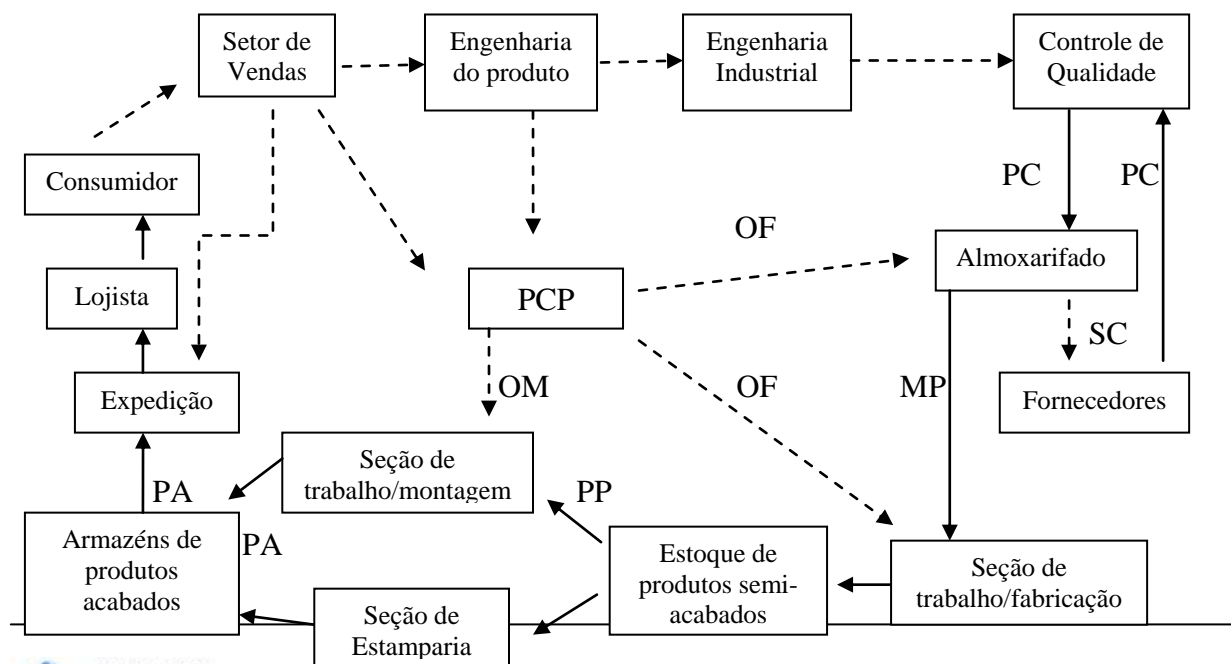 Setor de
Vendas
Engenharia
do produto
Engenharia
Industrial
Controle de
Qualidade
Consumidor
PC
PC
OF
Almoxarifado
Lojista
PCP
SC
Expedição
OM
OF
MP
Fornecedores
Seção de
trabalho/montagem
PA
PP
Armazéns de
produtos
acabados
PA
Estoque de
produtos semi-
acabados
Seção de
trabalho/fabricação
Seção de
Estamparia